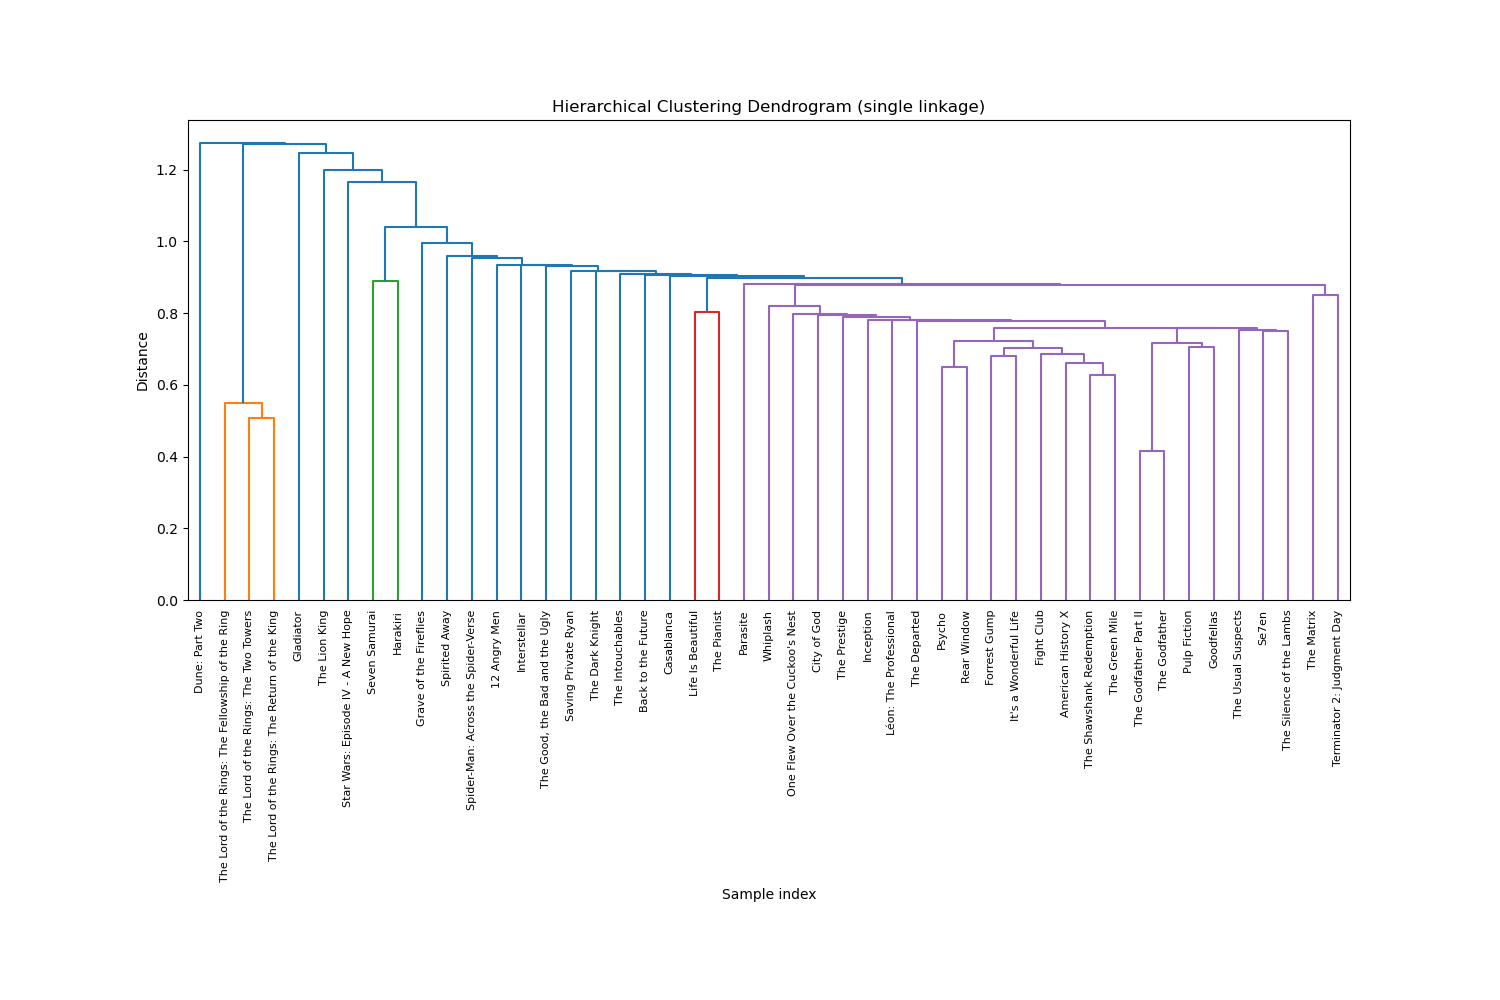 Hierarchical Clustering Dendrogram (single linkage)
Distance
1.2
1.0
0.8
0.6
0.4
0.2
0.0
Dune: Part Two
The Lord of the Rings: The Fellowship of the Ring
The Lord of the Rings: The Two Towers
The Lord of the Rings: The Return of the King
Gladiator
The Lion King
Star Wars: Episode IV - A New Hope
Seven Samurai
Harakiri
Grave of the Fireflies
Spirited Away
Spider-Man: Across the Spider-Verse
12 Angry Men
Interstellar
The Good, the Bad and the Ugly
Saving Private Ryan
The Dark Knight
The Intouchables
Back to the Future
Casablanca
Life Is Beautiful
The Pianist
Parasite
Whiplash
One Flew Over the Cuckoo's Nest
City of God
The Prestige
Inception
Léon: The Professional
The Departed
Psycho
Rear Window
Forrest Gump
It's a Wonderful Life
Fight Club
American History X
The Shawshank Redemption
The Green Mile
The Godfather Part II
The Godfather
Pulp Fiction
Goodfellas
The Usual Suspects
Se7en
The Silence of the Lambs
The Matrix
Terminator 2: Judgment Day
Sample index